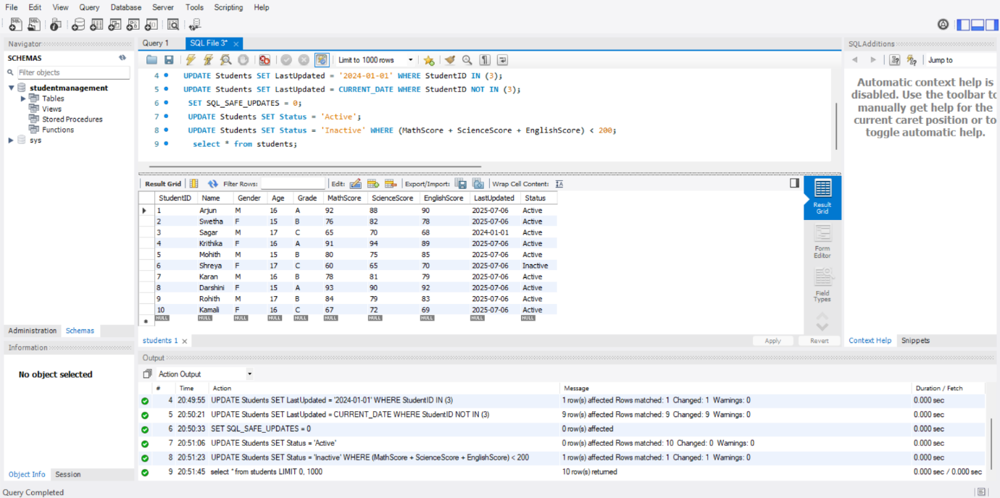 File Edit View Query Database Server Tools Scripting Help
Navigator
SCHEMAS
Filter objects
studentmanagement
Tables
Views
Stored Procedures
Functions
sys
Administration Schemas
Information
No object selected
Object Info Session
Query 1 SQL File 3*
Limit to 1000 rows
4 UPDATE Students SET LastUpdated = '2024-01-01' WHERE StudentID IN (3);
5 UPDATE Students SET LastUpdated = CURRENT_DATE WHERE StudentID NOT IN (3);
6 SET SQL_SAFE_UPDATES = 0;
7 UPDATE Students SET Status = 'Active';
8 UPDATE Students SET Status = 'Inactive' WHERE (MathScore + ScienceScore + EnglishScore) < 200;
9 select * from students;
Result Grid Filter Rows: Edit: Export/Import: Wrap Cell Content:
StudentID Name Gender Age Grade MathScore ScienceScore EnglishScore LastUpdated Status
1 Arjun M 16 A 92 88 90 2025-07-06 Active
2 Swetha F 15 B 76 82 78 2025-07-06 Active
3 Sagar M 17 C 65 70 68 2024-01-01 Active
4 Krithika F 16 A 91 94 89 2025-07-06 Active
5 Mohith M 15 B 80 75 85 2025-07-06 Active
6 Shreya F 17 C 60 65 70 2025-07-06 Inactive
7 Karan M 16 B 78 81 79 2025-07-06 Active
8 Darshini F 15 A 93 90 92 2025-07-06 Active
9 Rohith M 17 B 84 79 83 2025-07-06 Active
10 Kamali F 16 C 67 72 69 2025-07-06 Active
NULL NULL NULL NULL NULL NULL NULL NULL NULL NULL
Result
Grid
Form
Editor
Field
Types
students 1 Apply Revert
SQLAdditions
Jump to
Automatic context help is
disabled. Use the toolbar to
manually get help for the
current caret position or to
toggle automatic help.
Context Help Snippets
Output
Action Output
# Time Action Message Duration / Fetch
4 20:49:55 UPDATE Students SET LastUpdated = '2024-01-01' WHERE StudentID IN (3) 1 row(s) affected Rows matched: 1 Changed: 1 Warnings: 0 0.000 sec
5 20:50:21 UPDATE Students SET LastUpdated = CURRENT_DATE WHERE StudentID NOT IN (3) 9 row(s) affected Rows matched: 9 Changed: 9 Warnings: 0 0.000 sec
6 20:50:33 SET SQL_SAFE_UPDATES = 0 0 row(s) affected 0.000 sec
7 20:51:06 UPDATE Students SET Status = 'Active' 0 row(s) affected Rows matched: 10 Changed: 0 Warnings: 0 0.000 sec
8 20:51:23 UPDATE Students SET Status = 'Inactive' WHERE (MathScore + ScienceScore + EnglishScore) < 200 1 row(s) affected Rows matched: 1 Changed: 1 Warnings: 0 0.000 sec
9 20:51:45 select * from students LIMIT 0, 1000 10 row(s) returned 0.000 sec / 0.000 sec
Query Completed